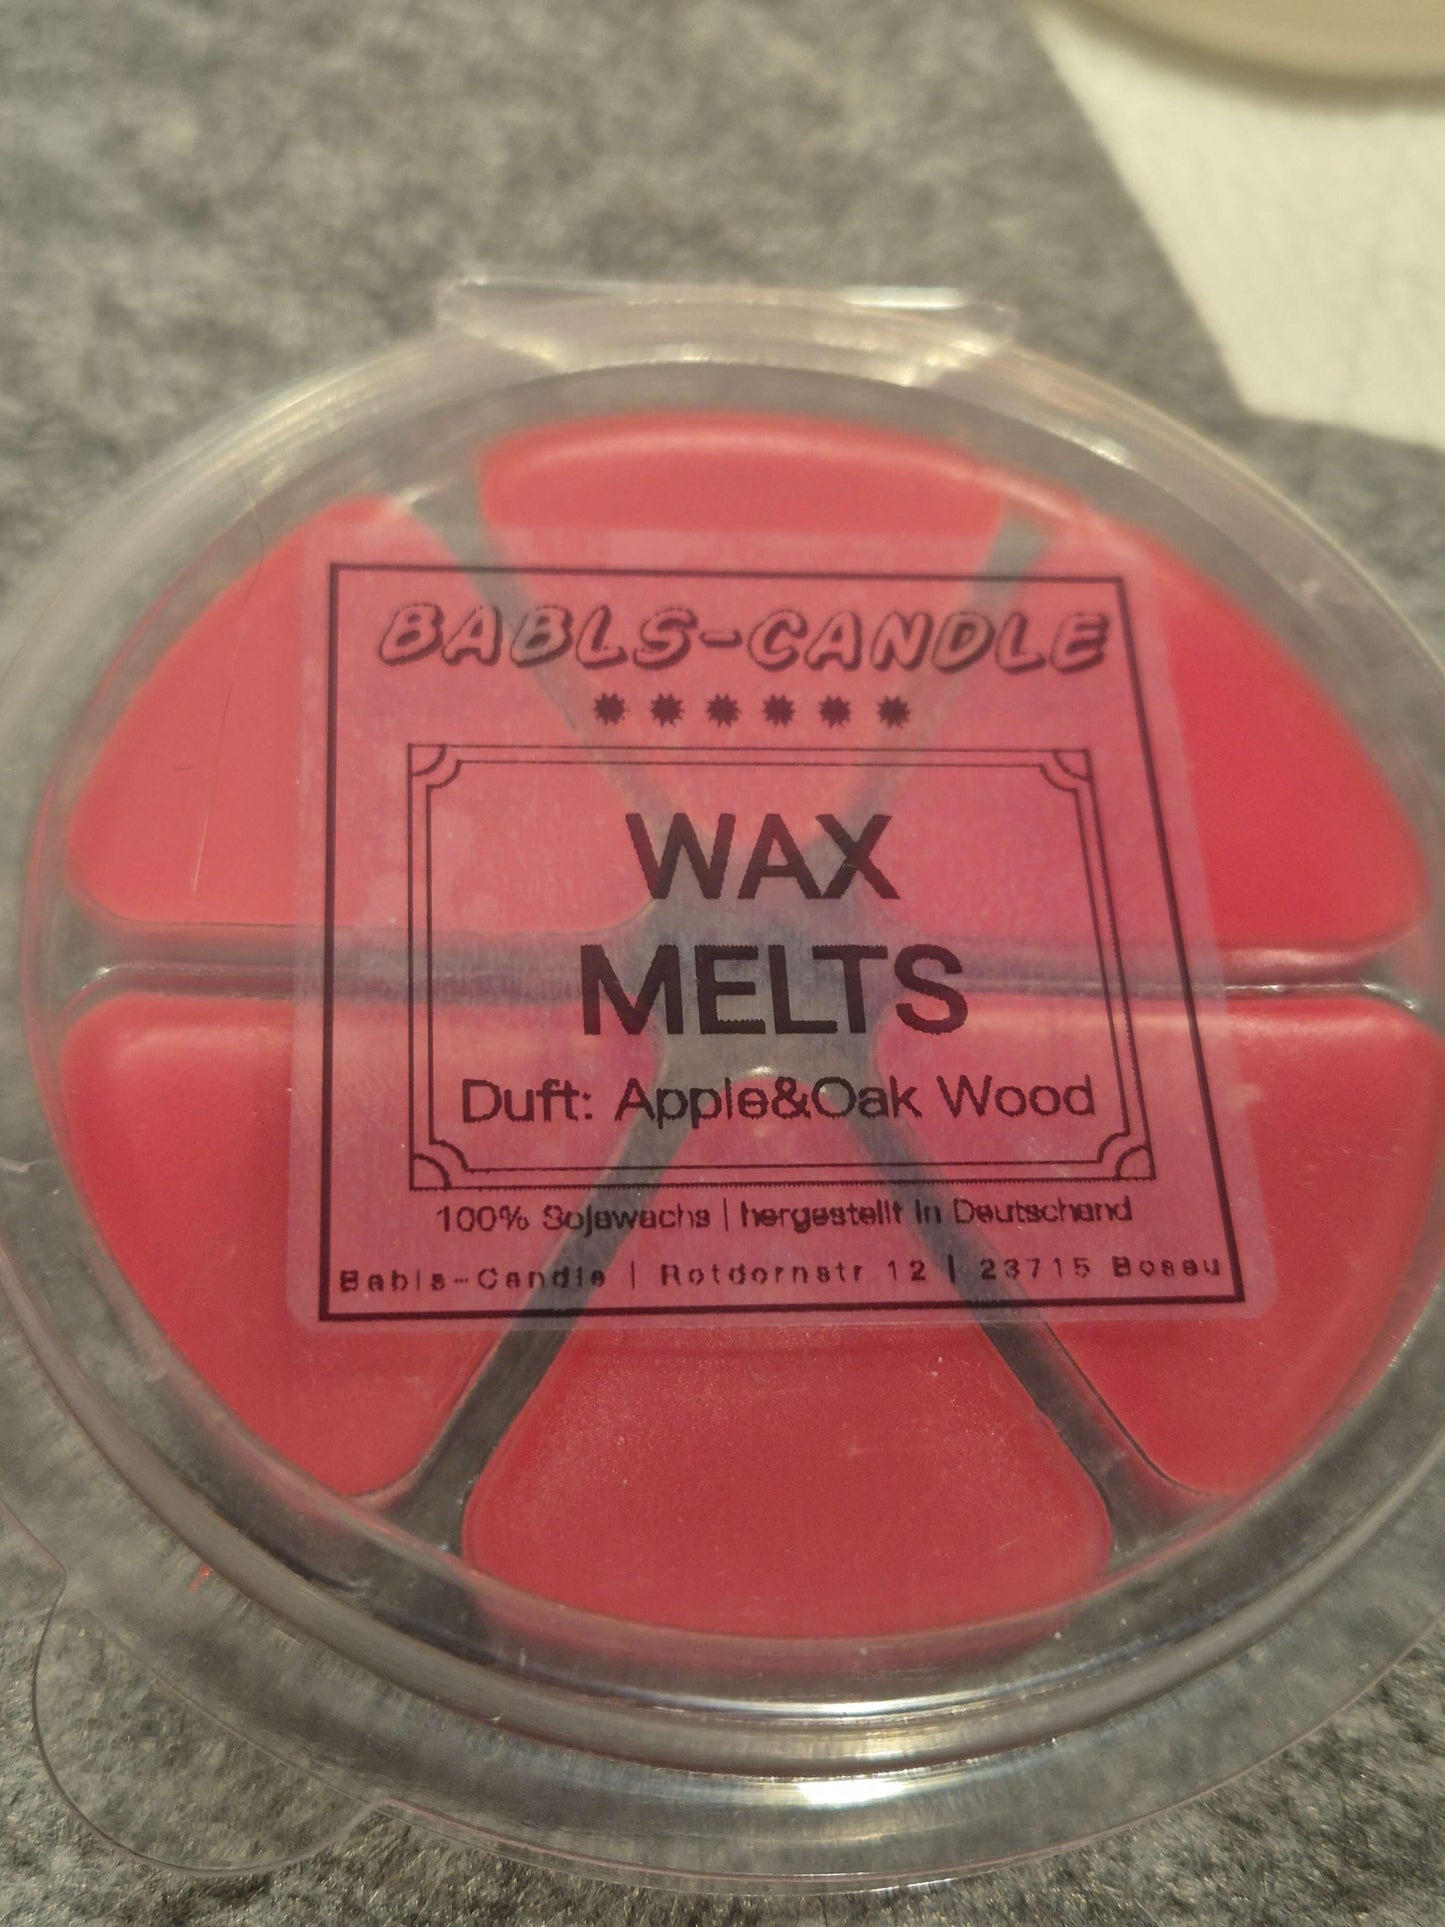 BABLS-CANDLE
WAX
MELTS
Duft: Apple&Oak Wood
100% Sojawachs | hergestellt in Deutschand
Babls-Candle | Rotdornstr 12 | 23715 Bosau